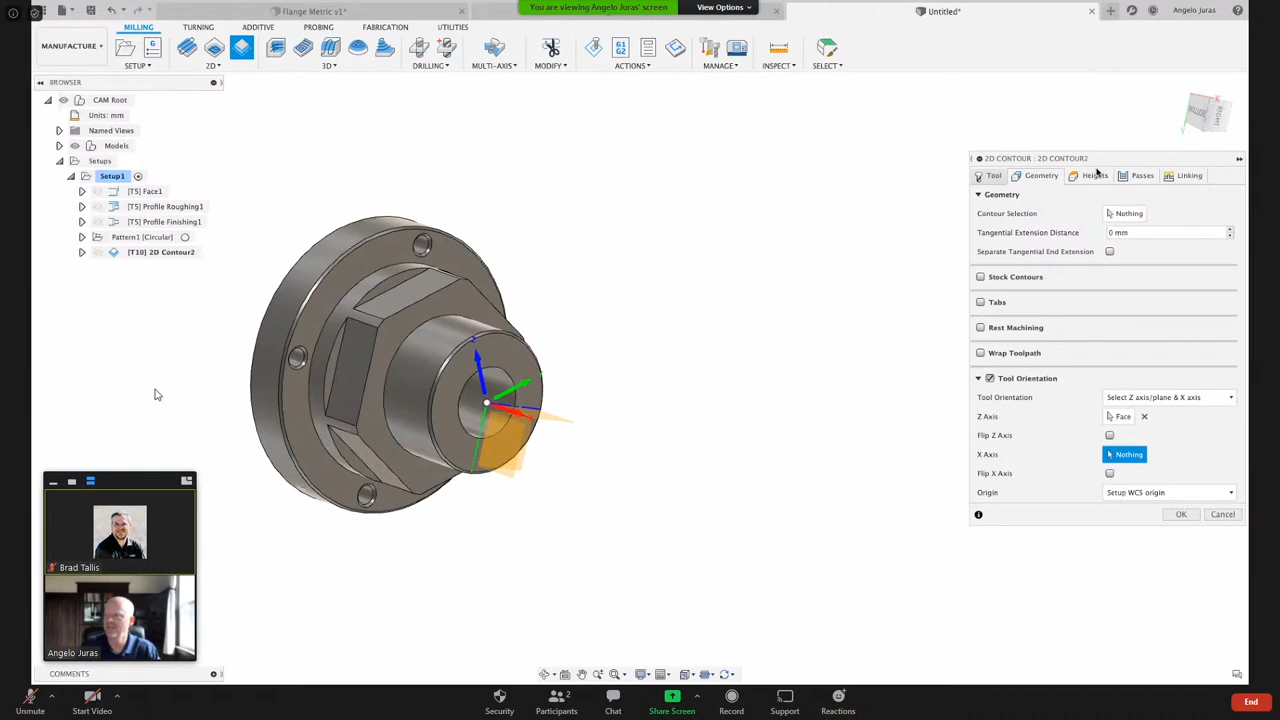 You are viewing Angelo Juras' screen
View Options
Flange Metric v1*
Untitled*
Angelo Juras
MILLING
TURNING
ADDITIVE
PROBING
FABRICATION
UTILITIES
MANUFACTURE
SETUP
2D
3D
DRILLING
MULTI-AXIS
MODIFY
G1
G2
ACTIONS
MANAGE
INSPECT
SELECT
BROWSER
CAM Root
Units: mm
Named Views
Models
Setups
Setup1
[T5] Face1
[T5] Profile Roughing1
[T5] Profile Finishing1
Pattern1 [Circular]
[T10] 2D Contour2
BOTTOM
RIGHT
X
Y
Z
2D CONTOUR : 2D CONTOUR2
Tool
Geometry
Heights
Passes
Linking
Geometry
Contour Selection
Nothing
Tangential Extension Distance
0 mm
Separate Tangential End Extension
Stock Contours
Tabs
Rest Machining
Wrap Toolpath
Tool Orientation
Tool Orientation
Select Z axis/plane & X axis
Z Axis
Face
Flip Z Axis
X Axis
Nothing
Flip X Axis
Origin
Setup WCS origin
OK
Cancel
Brad Tallis
Angelo Juras
COMMENTS
Unmute
Start Video
Security
Participants
2
Chat
Share Screen
Record
Support
Reactions
End